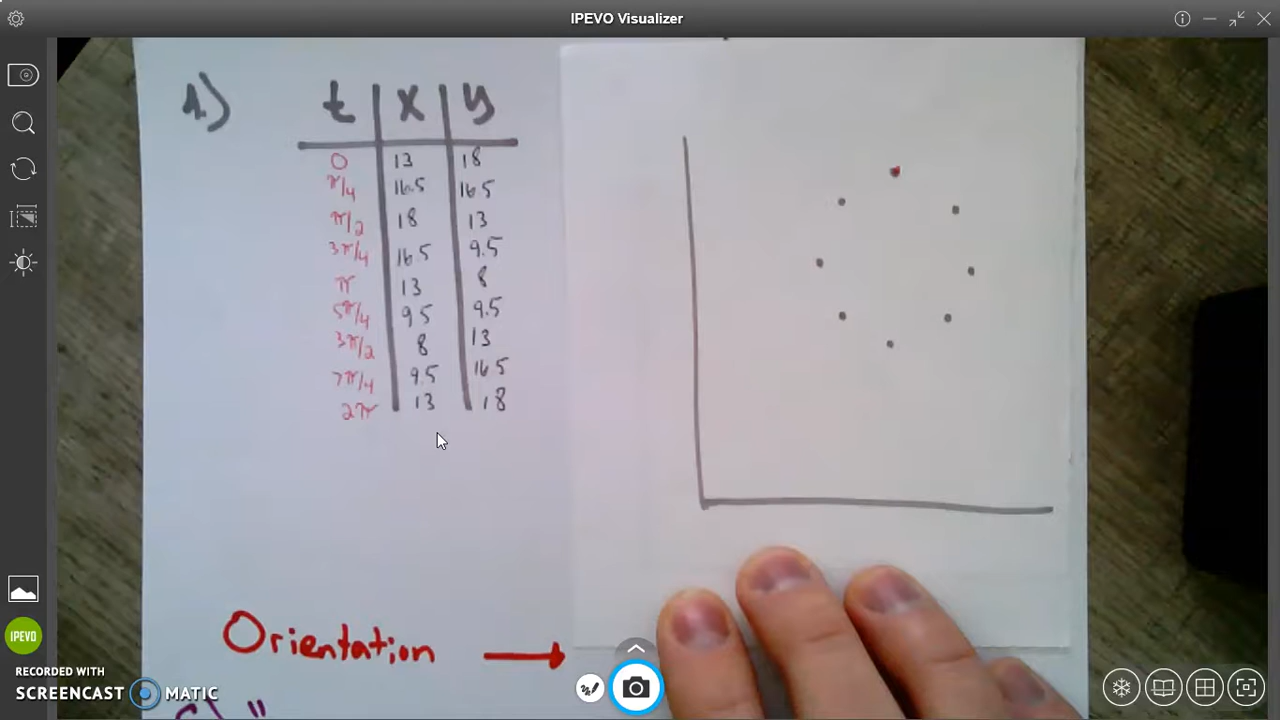 IPEVO Visualizer
1.)
t x y
0 13 18
π/4 16.5 16.5
π/2 18 13
3π/4 16.5 9.5
π 13 8
5π/4 9.5 9.5
3π/2 8 13
7π/4 9.5 16.5
2π 13 18
Orientation →
IPEVO
RECORDED WITH
SCREENCAST MATIC